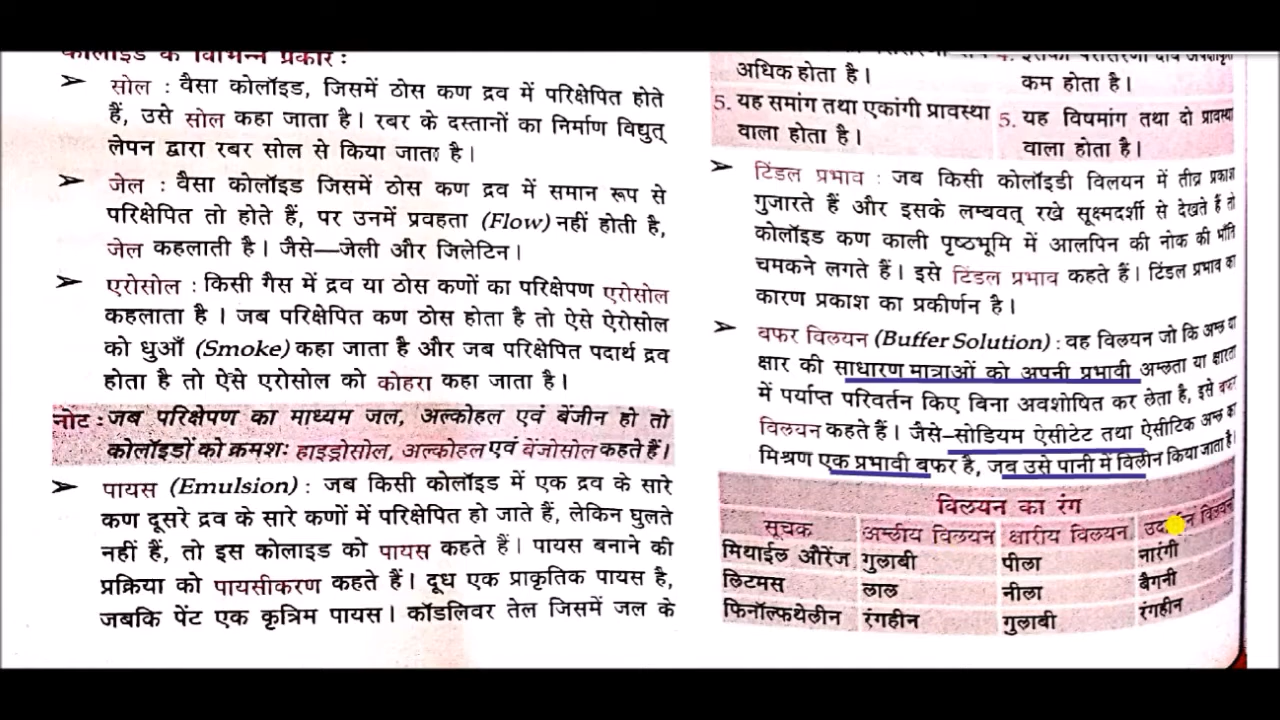 कोलॉइड के विभिन्न प्रकार :
➢ सोल : वैसा कोलॉइड, जिसमें ठोस कण द्रव में परिक्षेपित होते
हैं, उसे सोल कहा जाता है। रबर के दस्तानों का निर्माण विद्युत्
लेपन द्वारा रबर सोल से किया जाता है।
➢ जेल : वैसा कोलॉइड जिसमें ठोस कण द्रव में समान रूप से
परिक्षेपित तो होते हैं, पर उनमें प्रवहता (Flow) नहीं होती है,
जेल कहलाती है। जैसे—जेली और जिलेटिन।
➢ एरोसोल : किसी गैस में द्रव या ठोस कणों का परिक्षेपण एरोसोल
कहलाता है। जब परिक्षेपित कण ठोस होता है तो ऐसे ऐरोसोल
को धुआँ (Smoke) कहा जाता है और जब परिक्षेपित पदार्थ द्रव
होता है तो ऐसे एरोसोल को कोहरा कहा जाता है।
नोट : जब परिक्षेपण का माध्यम जल, अल्कोहल एवं बेंजीन हो तो
कोलॉइडों को क्रमशः हाइड्रोसोल, अल्कोहल एवं बेंजोसोल कहते हैं।
➢ पायस (Emulsion) : जब किसी कोलॉइड में एक द्रव के सारे
कण दूसरे द्रव के सारे कणों में परिक्षेपित हो जाते हैं, लेकिन घुलते
नहीं हैं, तो इस कोलाइड को पायस कहते हैं। पायस बनाने की
प्रक्रिया को पायसीकरण कहते हैं। दूध एक प्राकृतिक पायस है,
जबकि पेंट एक कृत्रिम पायस। कॉडलिवर तेल जिसमें जल के
अधिक होता है। कम होता है।
5. यह समांग तथा एकांगी प्रावस्था 5. यह विषमांग तथा दो प्रावस्था
वाला होता है। वाला होता है।
➢ टिंडल प्रभाव : जब किसी कोलॉइडी विलयन में तीव्र प्रकाश
गुजारते हैं और इसके लम्बवत् रखे सूक्ष्मदर्शी से देखते हैं तो
कोलॉइड कण काली पृष्ठभूमि में आलपिन की नोक की भाँति
चमकने लगते हैं। इसे टिंडल प्रभाव कहते हैं। टिंडल प्रभाव का
कारण प्रकाश का प्रकीर्णन है।
➢ बफर विलयन (Buffer Solution) : वह विलयन जो कि अम्ल या
क्षार की साधारण मात्राओं को अपनी प्रभावी अम्लता या क्षारता
में पर्याप्त परिवर्तन किए बिना अवशोषित कर लेता है, इसे बफर
विलयन कहते हैं। जैसे–सोडियम ऐसीटेट तथा ऐसीटिक अम्ल का
मिश्रण एक प्रभावी बफर है, जब उसे पानी में विलीन किया जाता है।
विलयन का रंग
सूचक अम्लीय विलयन क्षारीय विलयन विलयन
मिथाईल औरेंज गुलाबी पीला नारंगी
लिटमस लाल नीला बैगनी
फिनॉल्फथेलीन रंगहीन गुलाबी रंगहीन